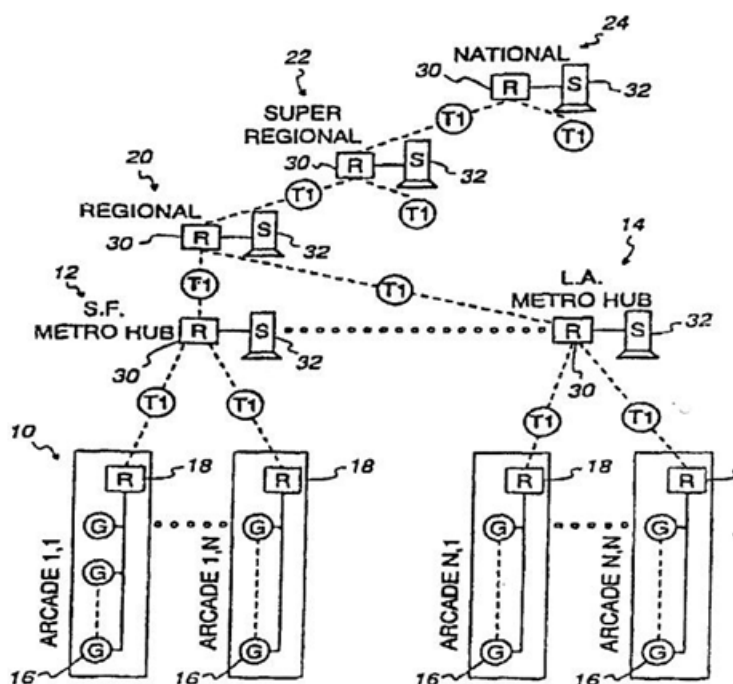 24
NATIONAL
30
R
S
32
T1
T1
22
SUPER
REGIONAL
30
R
S
32
T1
T1
20
REGIONAL
30
R
S
32
T1
T1
12
S.F.
METRO HUB
R
S
30
32
14
L.A.
METRO HUB
R
S
32
30
T1
T1
T1
T1
10
R
18
G
G
G
ARCADE 1,1
16
R
18
G
G
ARCADE 1,N
16
R
18
G
G
ARCADE N,1
16
R
G
G
ARCADE N,N
16